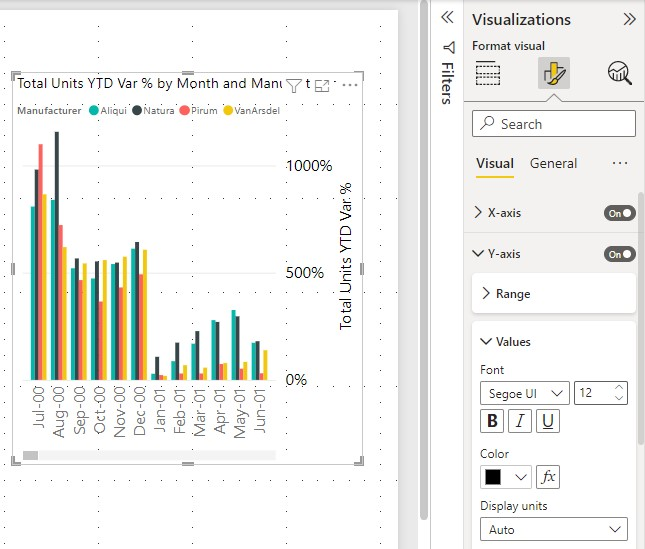 Total Units YTD Var % by Month and Manu t
Manufacturer Aliqui Natura Pirum VanArsdel
1000%
500%
0%
Total Units YTD Var %
Jul-00
Aug-00
Sep-00
Oct-00
Nov-00
Dec-00
Jan-01
Feb-01
Mar-01
Apr-01
May-01
Jun-01
Filters
Visualizations
Format visual
Search
Visual General
X-axis On
Y-axis On
Range
Values
Font
Segoe UI 12
B I U
Color
fx
Display units
Auto